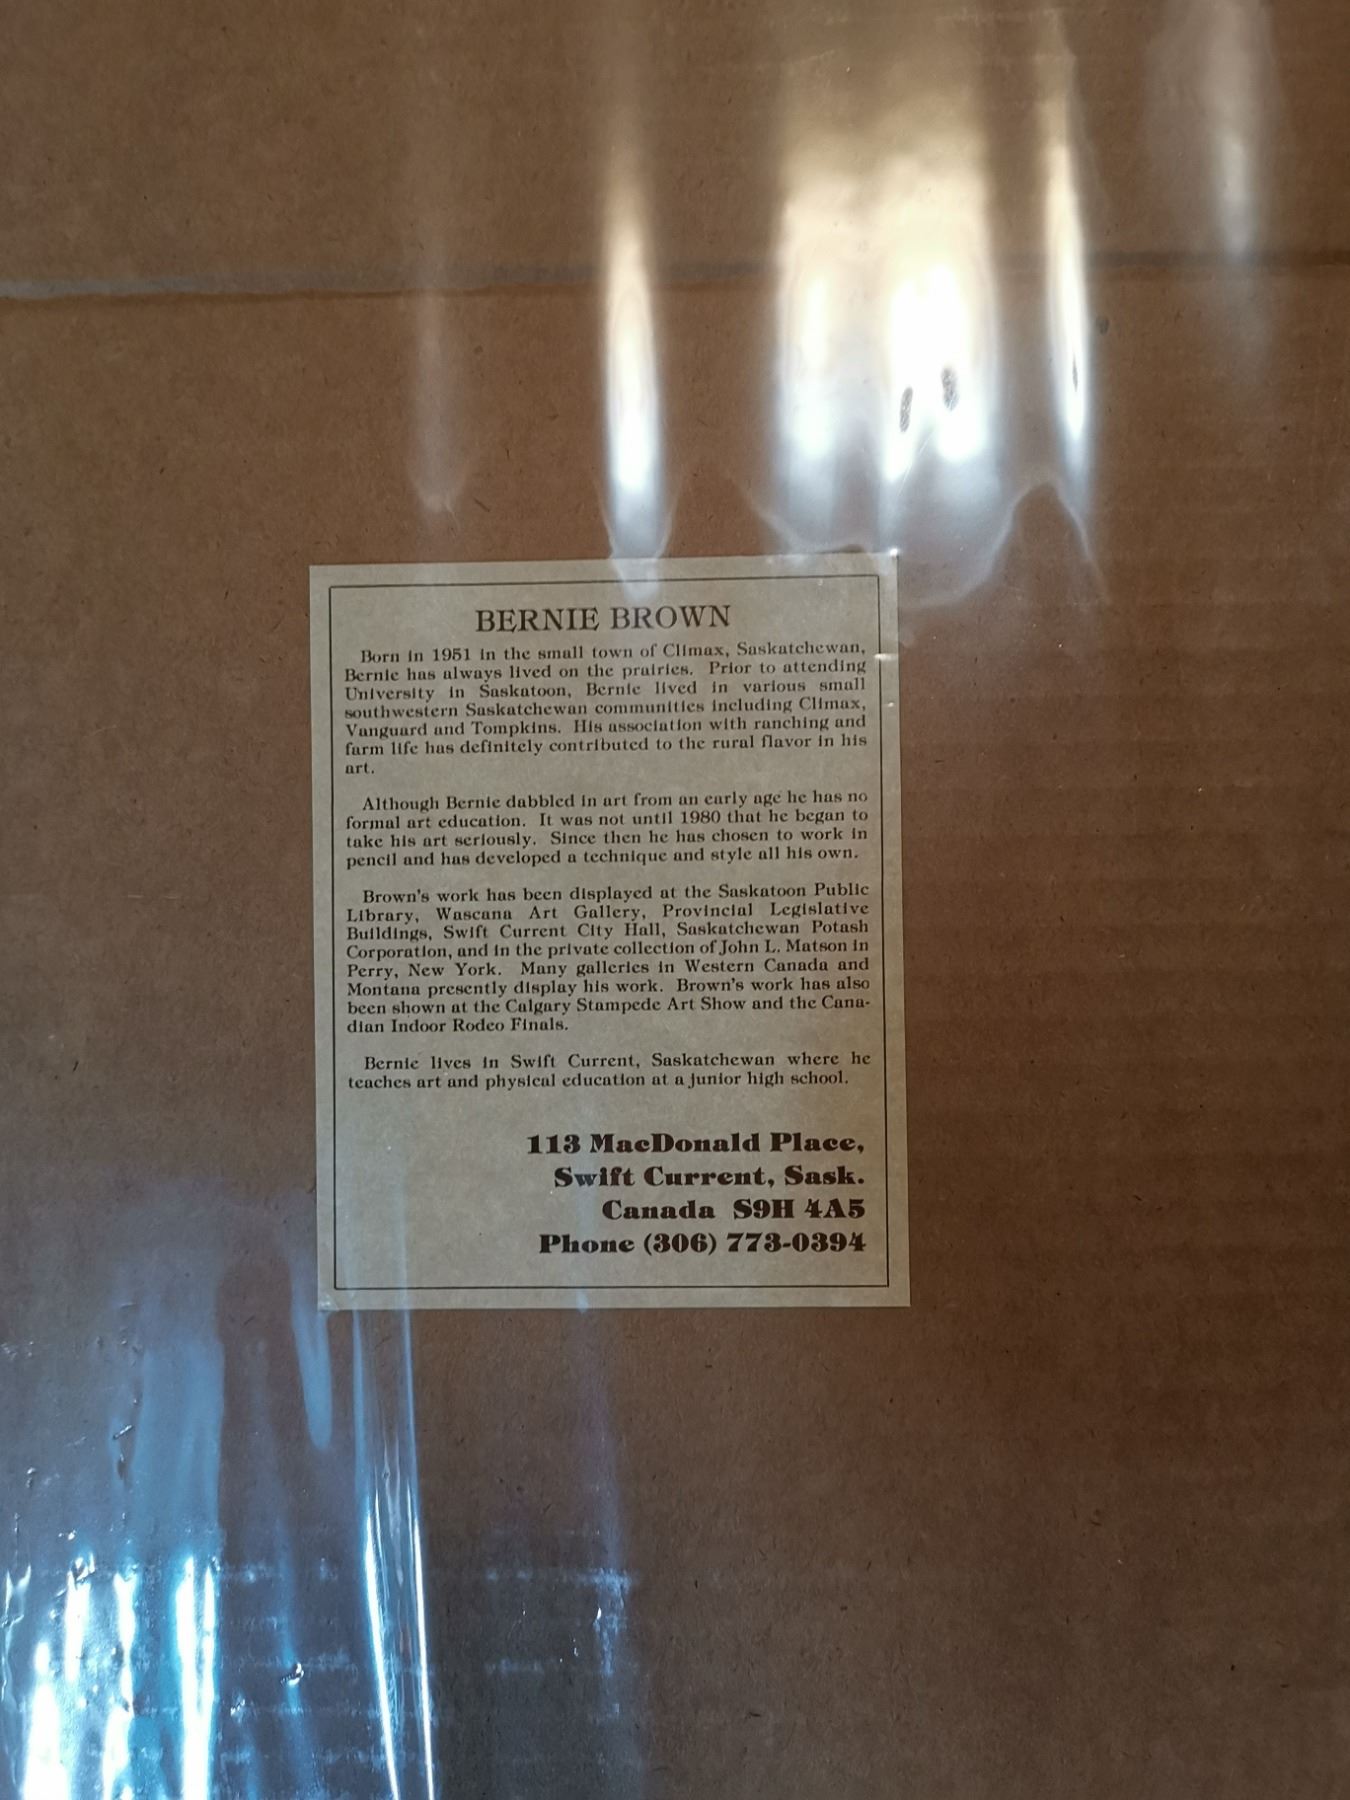 BERNIE BROWN
Born in 1951 in the small town of Climax, Saskatchewan,
Bernie has always lived on the prairies. Prior to attending
University in Saskatoon, Bernie lived in various small
southwestern Saskatchewan communities including Climax,
Vanguard and Tompkins. His association with ranching and
farm life has definitely contributed to the rural flavor in his
art.
Although Bernie dabbled in art from an early age he has no
formal art education. It was not until 1980 that he began to
take his art seriously. Since then he has chosen to work in
pencil and has developed a technique and style all his own.
Brown's work has been displayed at the Saskatoon Public
Library, Wascana Art Gallery, Provincial Legislative
Buildings, Swift Current City Hall, Saskatchewan Potash
Corporation, and in the private collection of John L. Matson in
Perry, New York. Many galleries in Western Canada and
Montana presently display his work. Brown's work has also
been shown at the Calgary Stampede Art Show and the Cana-
dian Indoor Rodeo Finals.
Bernie lives in Swift Current, Saskatchewan where he
teaches art and physical education at a junior high school.
113 MacDonald Place,
Swift Current, Sask.
Canada S9H 4A5
Phone (306) 773-0394